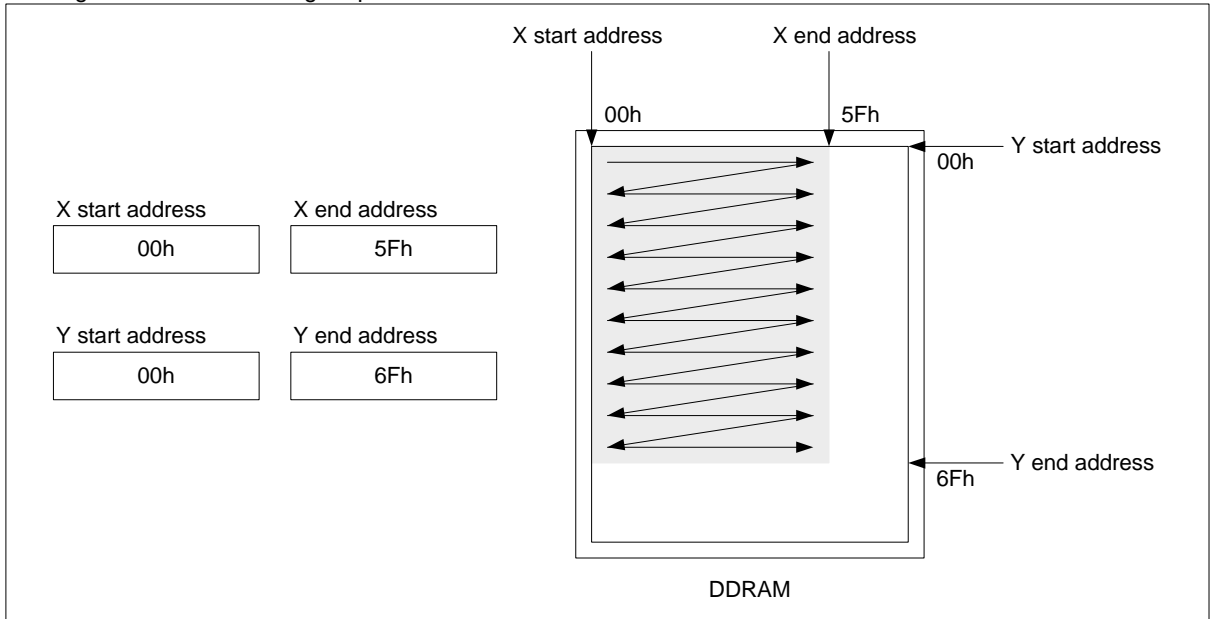 X start address X end address
00h 5Fh
Y start address
00h
X start address X end address
00h 5Fh
Y start address Y end address
00h 6Fh
Y end address
6Fh
DDRAM